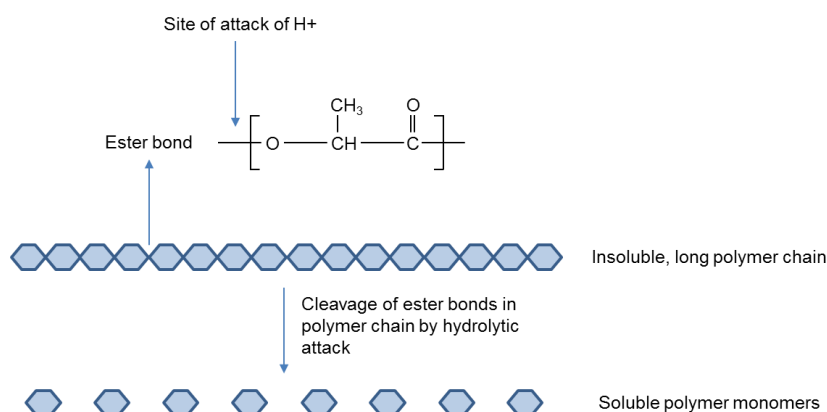 Site of attack of H+
CH3 O
Ester bond O CH C
Insoluble, long polymer chain
Cleavage of ester bonds in
polymer chain by hydrolytic
attack
Soluble polymer monomers